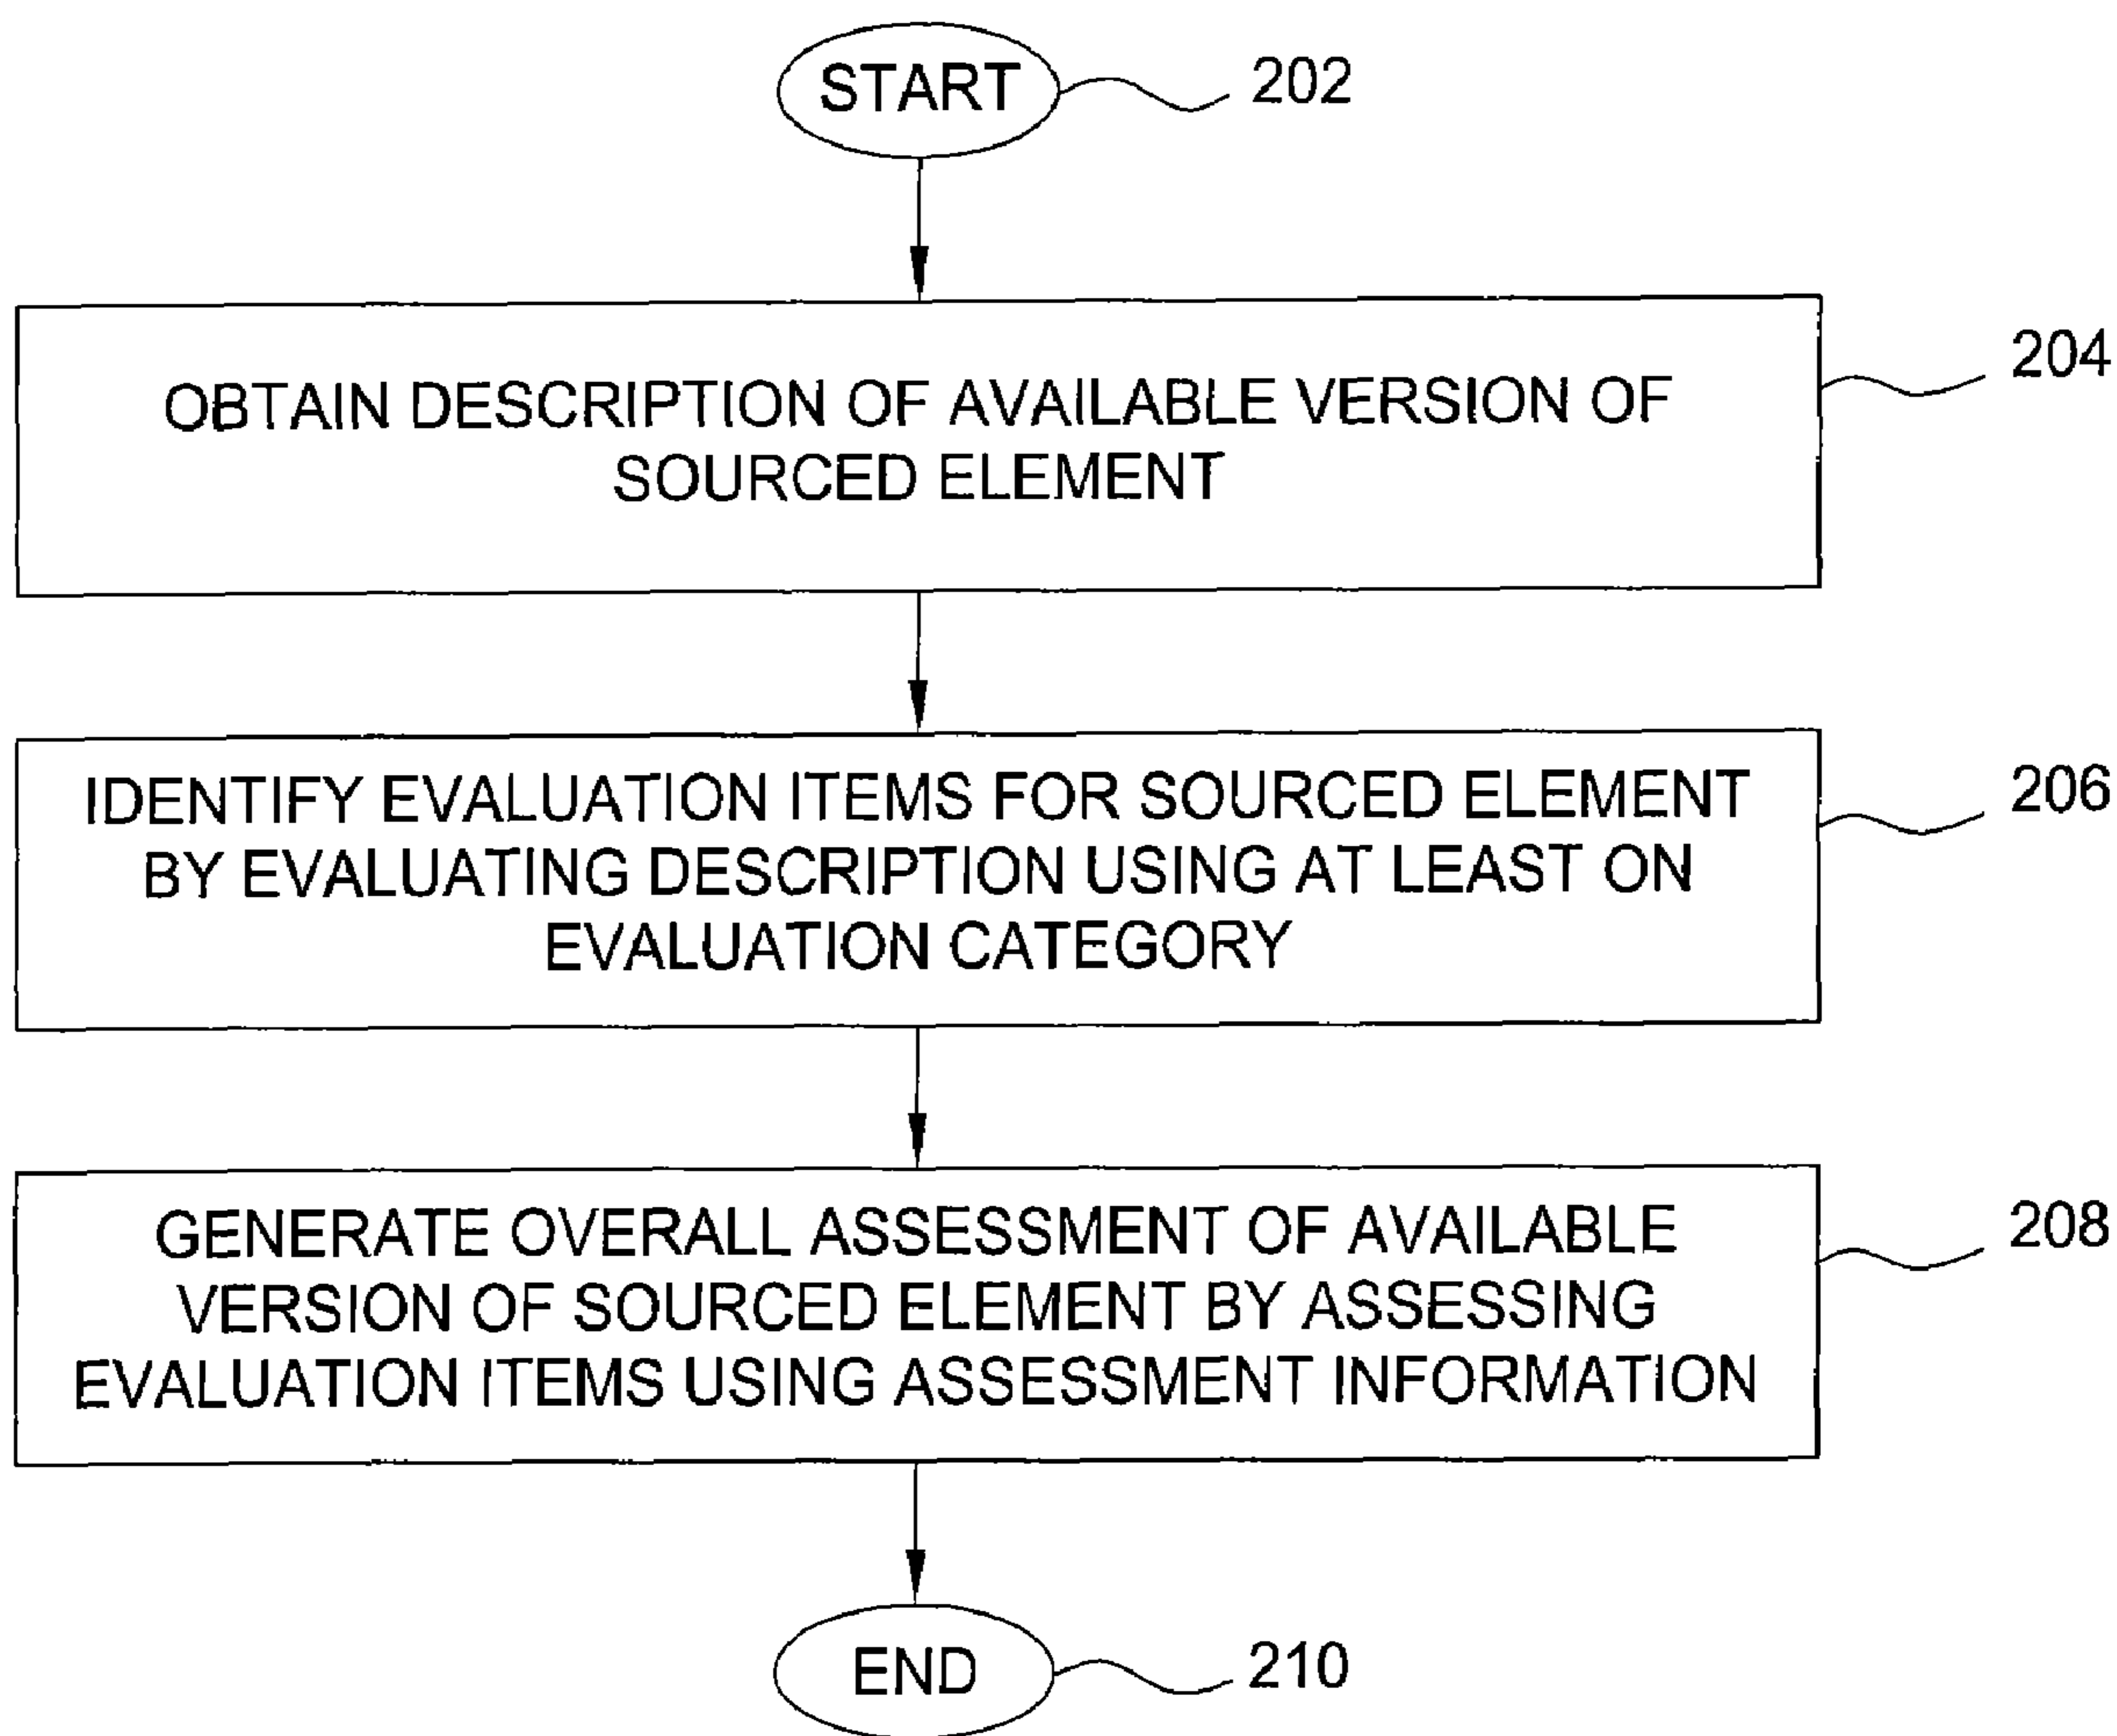 START
202
OBTAIN DESCRIPTION OF AVAILABLE VERSION OF
SOURCED ELEMENT
204
IDENTIFY EVALUATION ITEMS FOR SOURCED ELEMENT
BY EVALUATING DESCRIPTION USING AT LEAST ON
EVALUATION CATEGORY
206
GENERATE OVERALL ASSESSMENT OF AVAILABLE
VERSION OF SOURCED ELEMENT BY ASSESSING
EVALUATION ITEMS USING ASSESSMENT INFORMATION
208
END
210